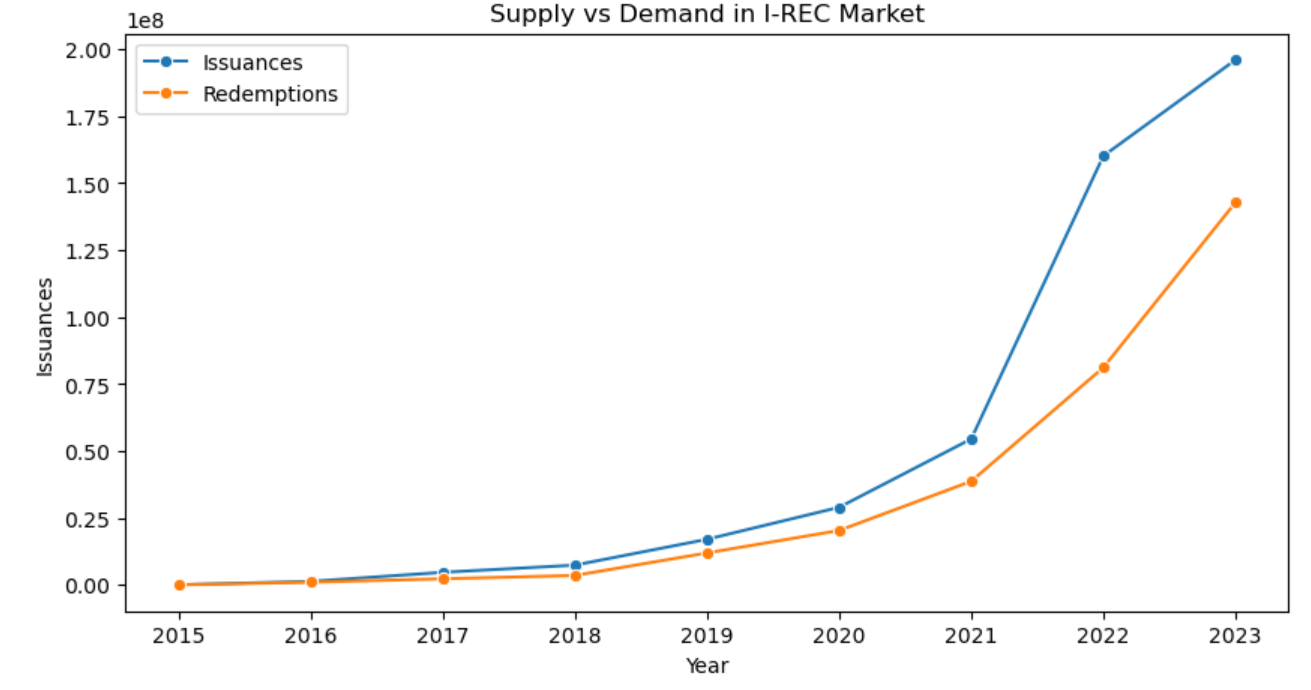 Supply vs Demand in I-REC Market
1e8
Issuances
Redemptions
2.00
1.75
1.50
1.25
1.00
0.75
0.50
0.25
0.00
Issuances
2015 2016 2017 2018 2019 2020 2021 2022 2023
Year